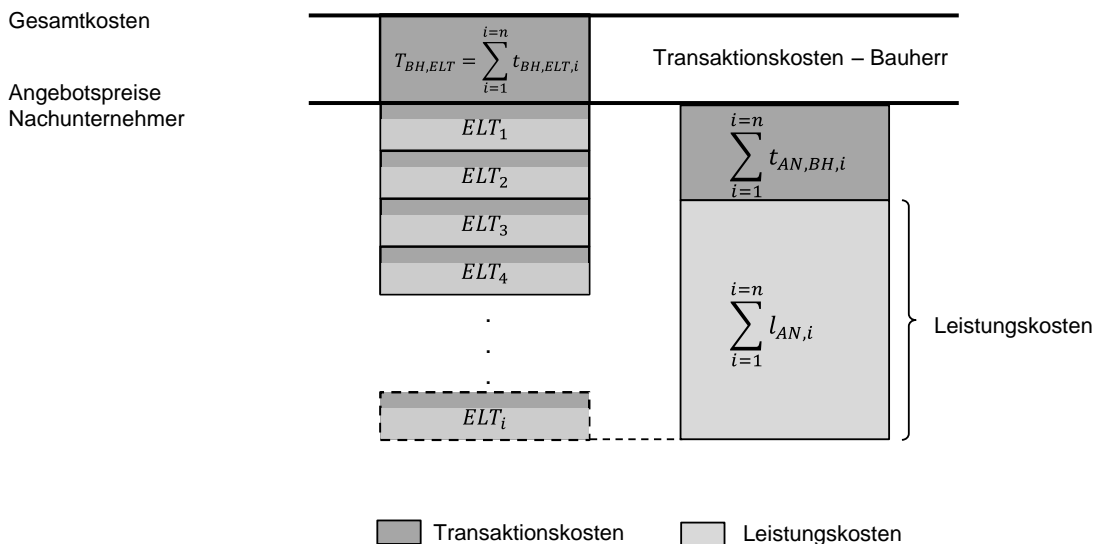 Gesamtkosten
$T_{BH,ELT} = \sum_{i=1}^{i=n} t_{BH,ELT,i}$
Transaktionskosten – Bauherr
Angebotspreise
Nachunternehmer
$ELT_1$
$ELT_2$
$ELT_3$
$ELT_4$
.
.
.
$ELT_i$
$\sum_{i=1}^{i=n} t_{AN,BH,i}$
$\sum_{i=1}^{i=n} l_{AN,i}$
Leistungskosten
Transaktionskosten
Leistungskosten